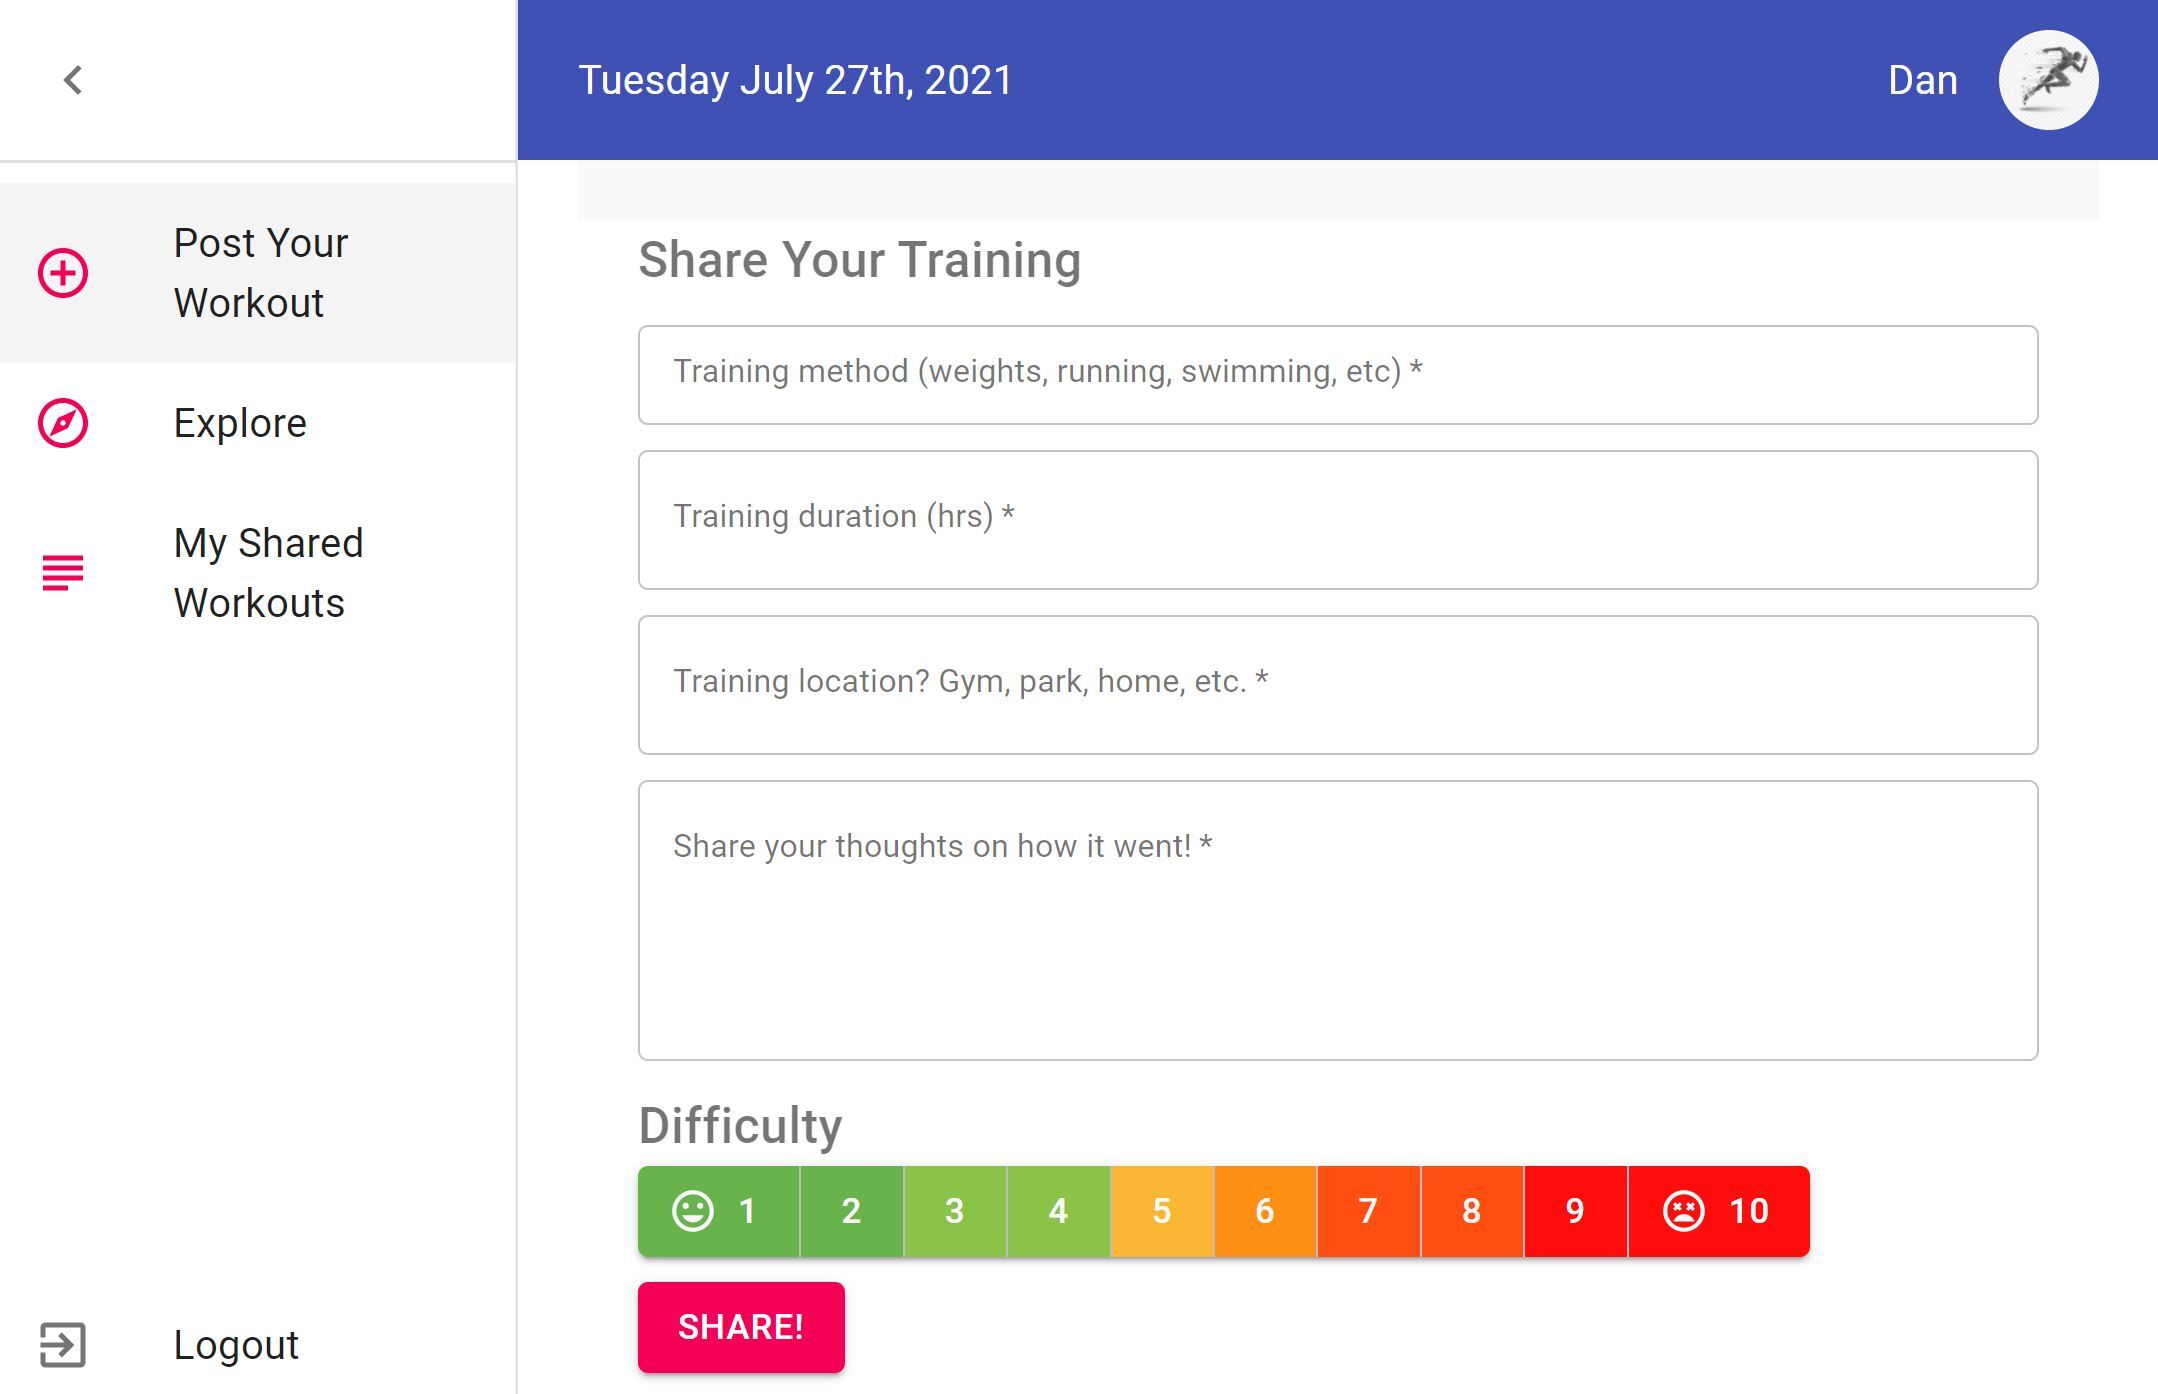 Tuesday July 27th, 2021
Dan
Post Your
Workout
Explore
My Shared
Workouts
Logout
Share Your Training
Training method (weights, running, swimming, etc) *
Training duration (hrs) *
Training location? Gym, park, home, etc. *
Share your thoughts on how it went! *
Difficulty
1 2 3 4 5 6 7 8 9 10
SHARE!